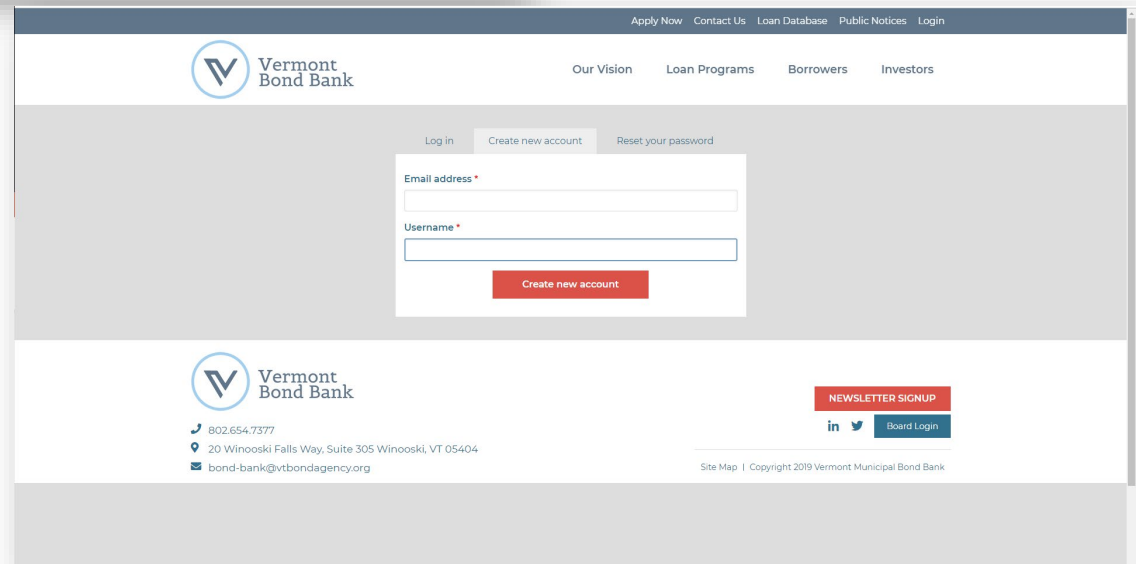 Apply Now Contact Us Loan Database Public Notices Login
Vermont
Bond Bank
Our Vision Loan Programs Borrowers Investors
Log in Create new account Reset your password
Email address *
Username *
Create new account
Vermont
Bond Bank
802.654.7377
20 Winooski Falls Way, Suite 305 Winooski, VT 05404
bond-bank@vtbondagency.org
NEWSLETTER SIGNUP
in Board Login
Site Map | Copyright 2019 Vermont Municipal Bond Bank